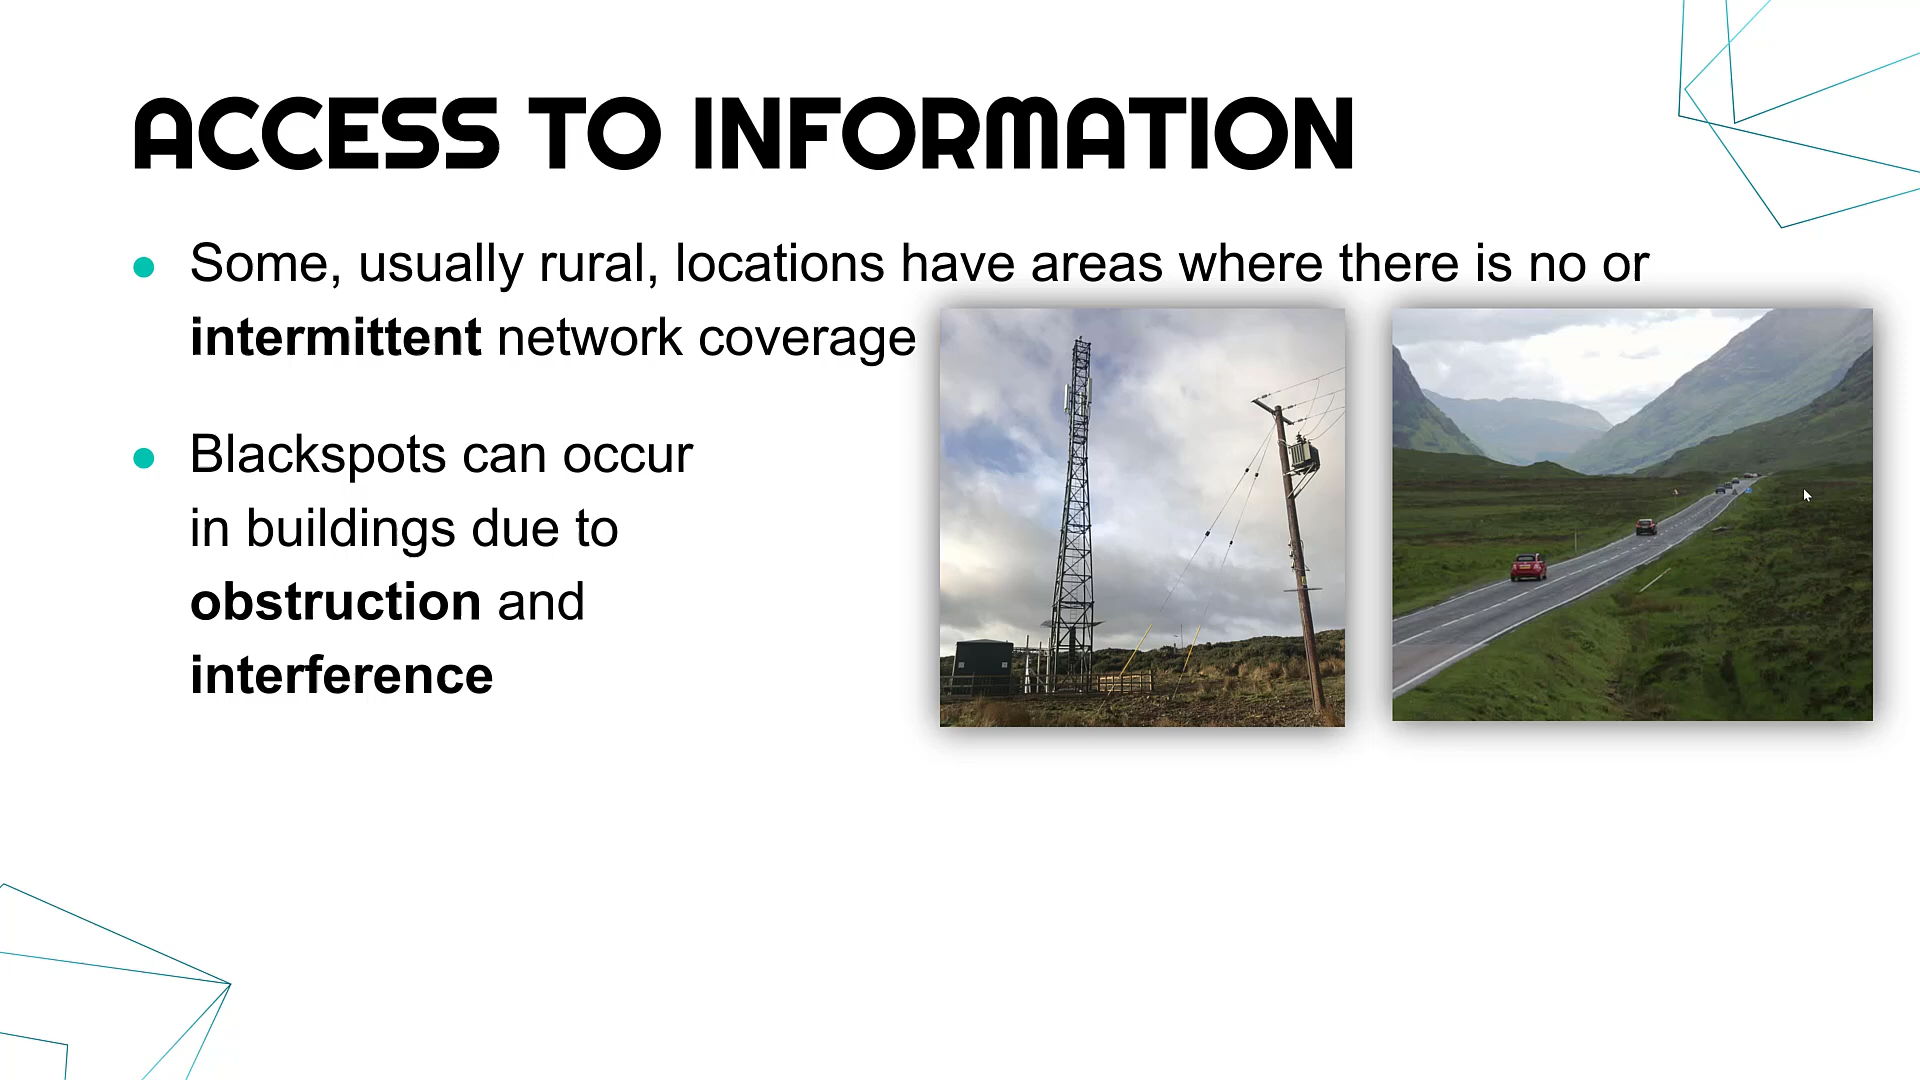 ACCESS TO INFORMATION
Some, usually rural, locations have areas where there is no or
intermittent network coverage
Blackspots can occur
in buildings due to
obstruction and
interference